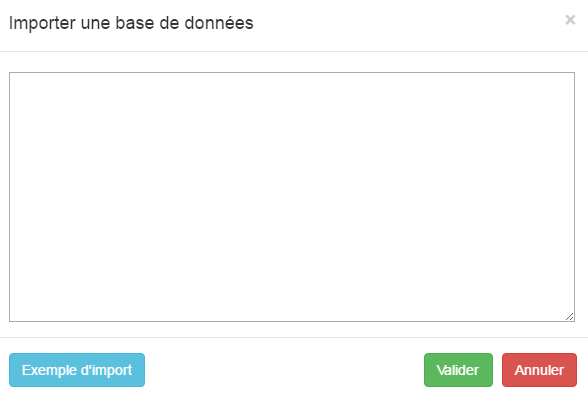 Importer une base de données
×
Exemple d'import
Valider
Annuler